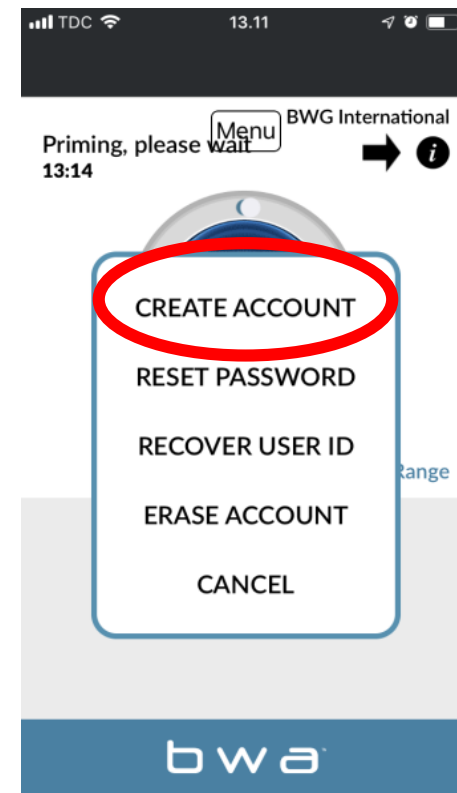 TDC 13.11
BWG International
Menu
Priming, please wait
13:14
CREATE ACCOUNT
RESET PASSWORD
RECOVER USER ID
Range
ERASE ACCOUNT
CANCEL
bwa